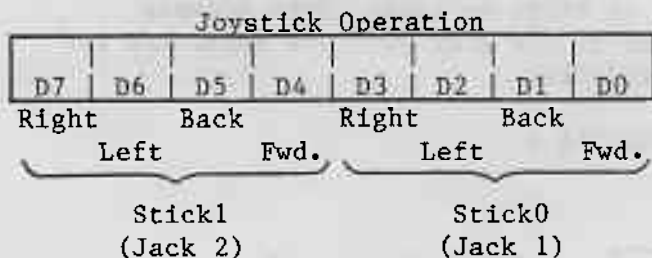 Joystick Operation
D7 D6 D5 D4 D3 D2 D1 D0
Right Back Right Back
Left Fwd. Left Fwd.
Stick1 Stick0
(Jack 2) (Jack 1)